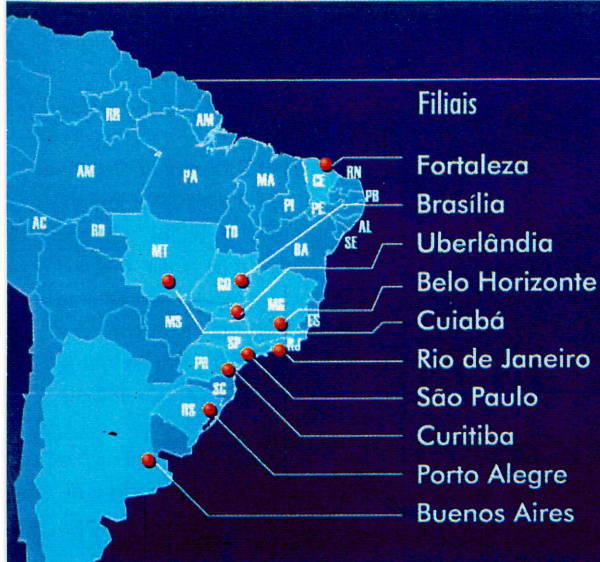 Filiais
Fortaleza
Brasília
Uberlândia
Belo Horizonte
Cuiabá
Rio de Janeiro
São Paulo
Curitiba
Porto Alegre
Buenos Aires
RR
AM
AM
PA
MA
CE
RN
PB
PI
PE
AL
SE
AC
RO
TO
BA
MT
GO
MG
ES
MS
SP
RJ
PR
SC
RS